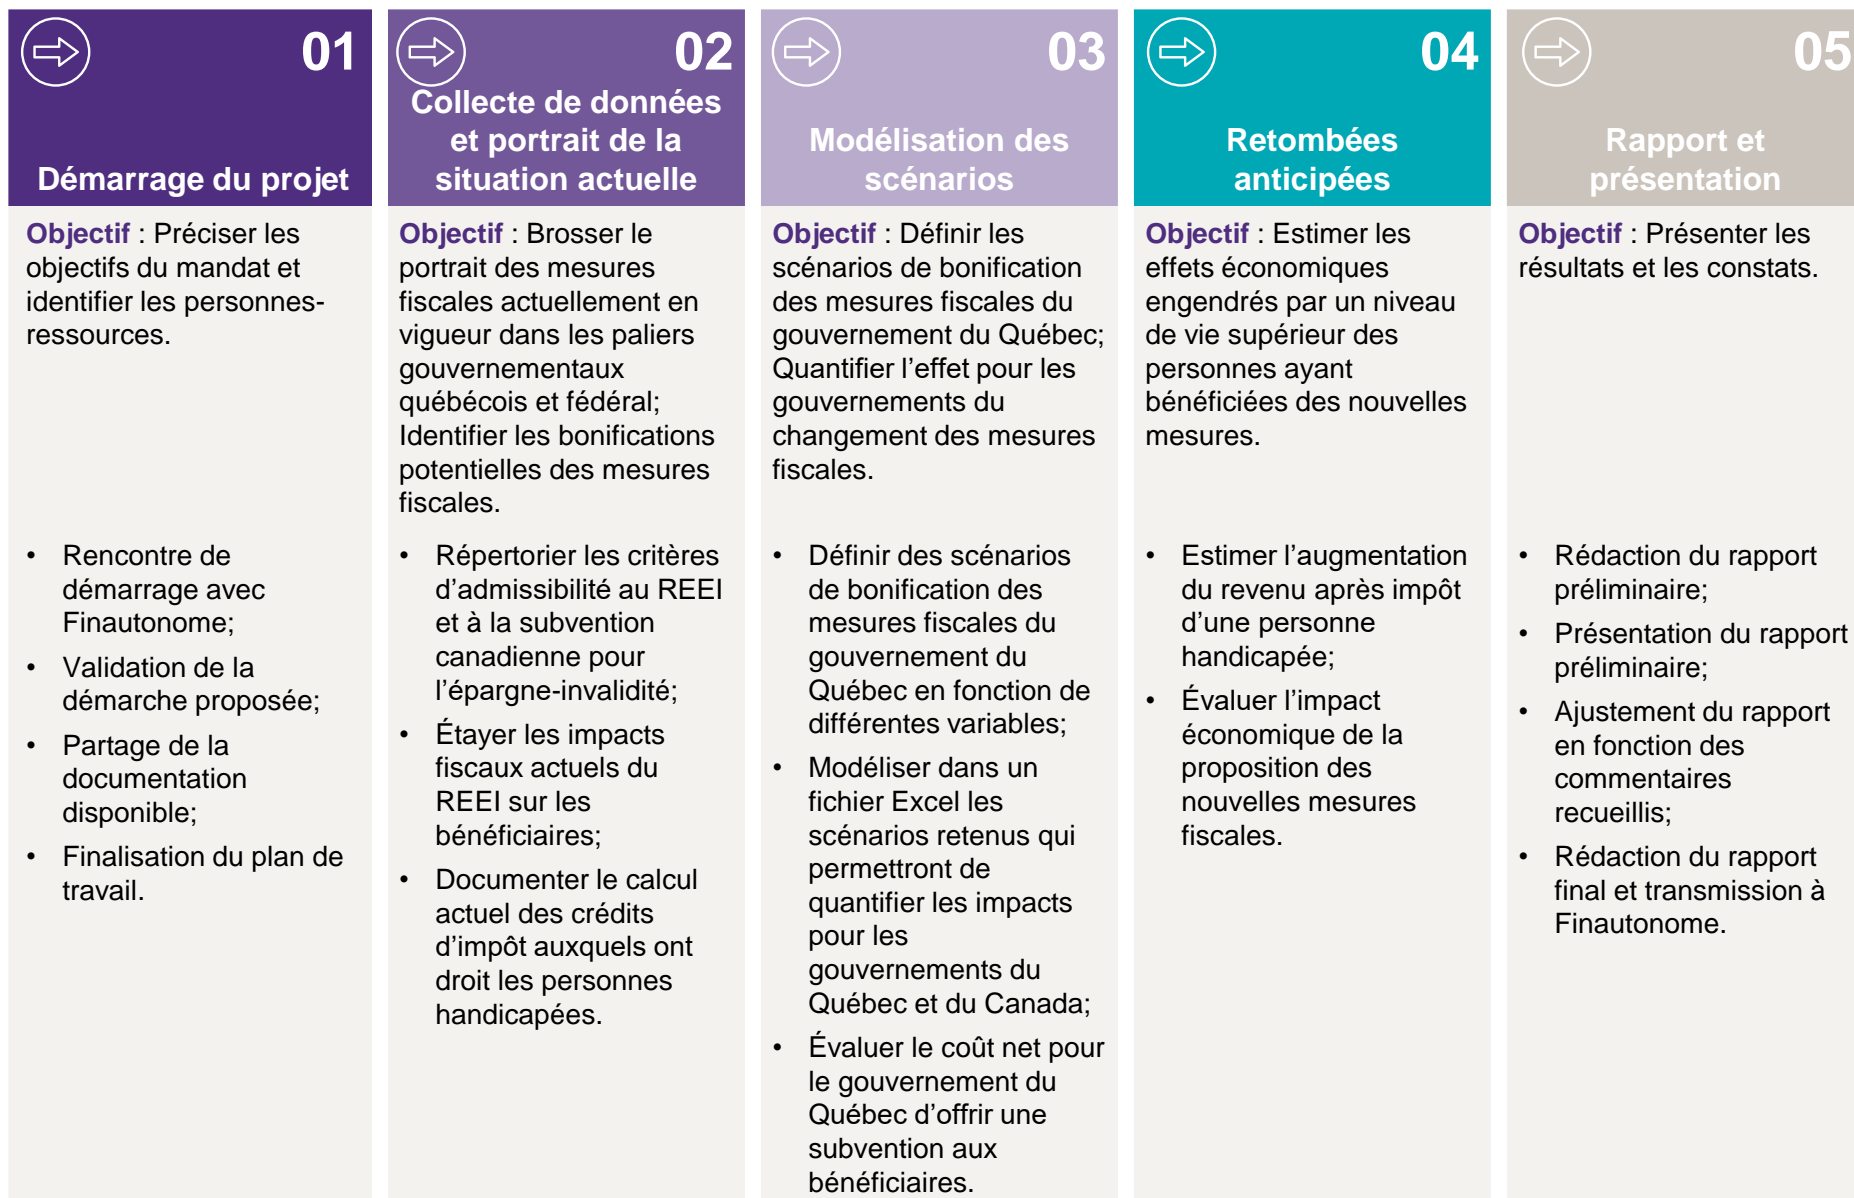 01
Démarrage du projet
Objectif : Préciser les
objectifs du mandat et
identifier les personnes-
ressources.
• Rencontre de
démarrage avec
Finautonome;
• Validation de la
démarche proposée;
• Partage de la
documentation
disponible;
• Finalisation du plan de
travail.
02
Collecte de données
et portrait de la
situation actuelle
Objectif : Brosser le
portrait des mesures
fiscales actuellement en
vigueur dans les paliers
gouvernementaux
québécois et fédéral;
Identifier les bonifications
potentielles des mesures
fiscales.
• Répertorier les critères
d’admissibilité au REEI
et à la subvention
canadienne pour
l’épargne-invalidité;
• Étayer les impacts
fiscaux actuels du
REEI sur les
bénéficiaires;
• Documenter le calcul
actuel des crédits
d’impôt auxquels ont
droit les personnes
handicapées.
03
Modélisation des
scénarios
Objectif : Définir les
scénarios de bonification
des mesures fiscales du
gouvernement du Québec;
Quantifier l’effet pour les
gouvernements du
changement des mesures
fiscales.
• Définir des scénarios
de bonification des
mesures fiscales du
gouvernement du
Québec en fonction de
différentes variables;
• Modéliser dans un
fichier Excel les
scénarios retenus qui
permettront de
quantifier les impacts
pour les
gouvernements du
Québec et du Canada;
• Évaluer le coût net pour
le gouvernement du
Québec d’offrir une
subvention aux
bénéficiaires.
04
Retombées
anticipées
Objectif : Estimer les
effets économiques
engendrés par un niveau
de vie supérieur des
personnes ayant
bénéficiées des nouvelles
mesures.
• Estimer l’augmentation
du revenu après impôt
d’une personne
handicapée;
• Évaluer l’impact
économique de la
proposition des
nouvelles mesures
fiscales.
05
Rapport et
présentation
Objectif : Présenter les
résultats et les constats.
• Rédaction du rapport
préliminaire;
• Présentation du rapport
préliminaire;
• Ajustement du rapport
en fonction des
commentaires
recueillis;
• Rédaction du rapport
final et transmission à
Finautonome.